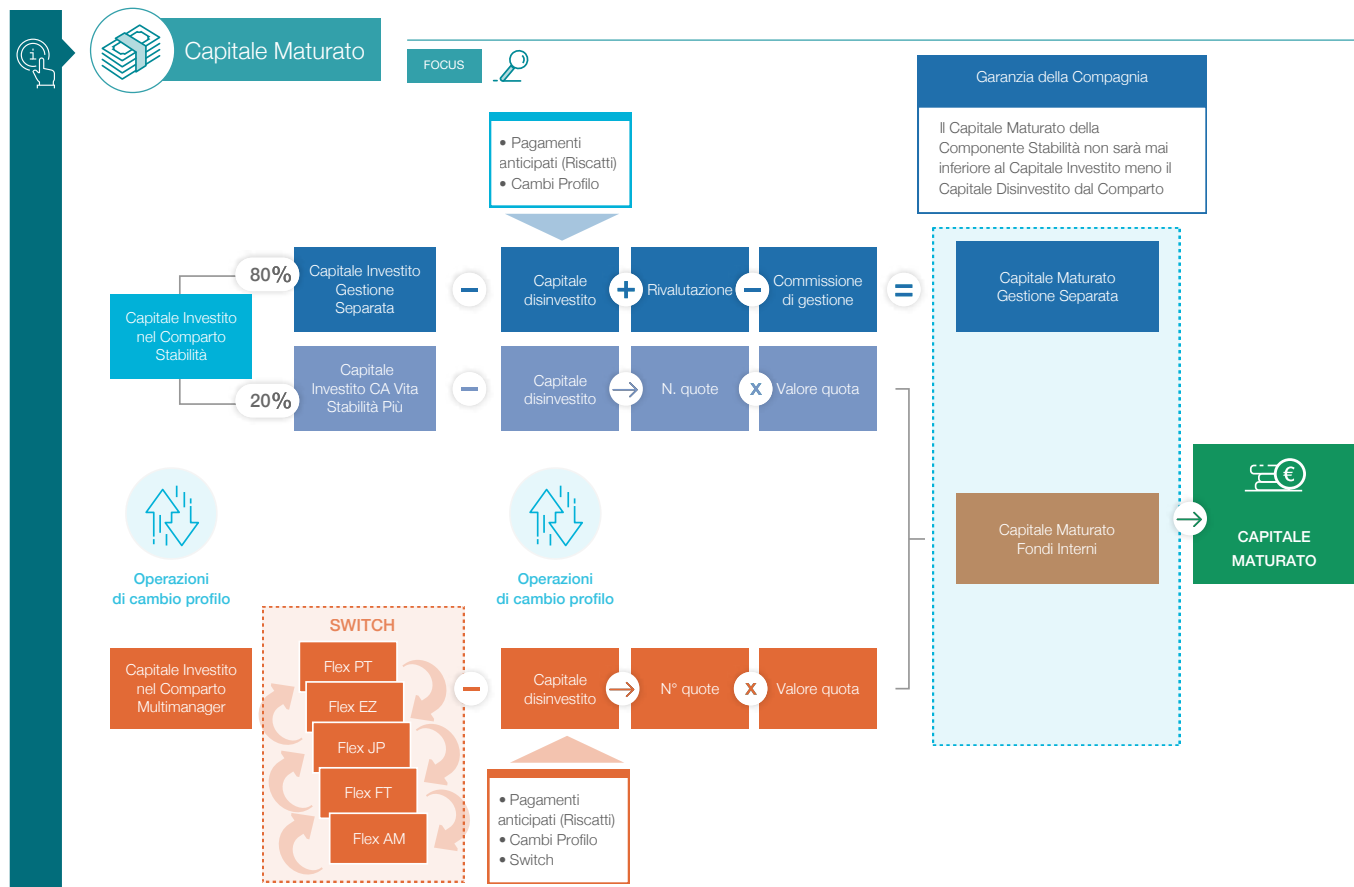 Capitale Maturato
FOCUS
Garanzia della Compagnia
Il Capitale Maturato della
Componente Stabilità non sarà mai
inferiore al Capitale Investito meno il
Capitale Disinvestito dal Comparto
• Pagamenti
anticipati (Riscatti)
• Cambi Profilo
Capitale Investito
nel Comparto
Stabilità
80%
Capitale Investito
Gestione
Separata
−
Capitale
disinvestito
+
Rivalutazione
−
Commissione
di gestione
=
Capitale Maturato
Gestione Separata
20%
Capitale
Investito CA Vita
Stabilità Più
−
Capitale
disinvestito
→
N. quote
x
Valore quota
Operazioni
di cambio profilo
Operazioni
di cambio profilo
Capitale Maturato
Fondi Interni
→
€
CAPITALE
MATURATO
Capitale Investito
nel Comparto
Multimanager
SWITCH
Flex PT
Flex EZ
Flex JP
Flex FT
Flex AM
−
Capitale
disinvestito
→
N° quote
x
Valore quota
• Pagamenti
anticipati (Riscatti)
• Cambi Profilo
• Switch